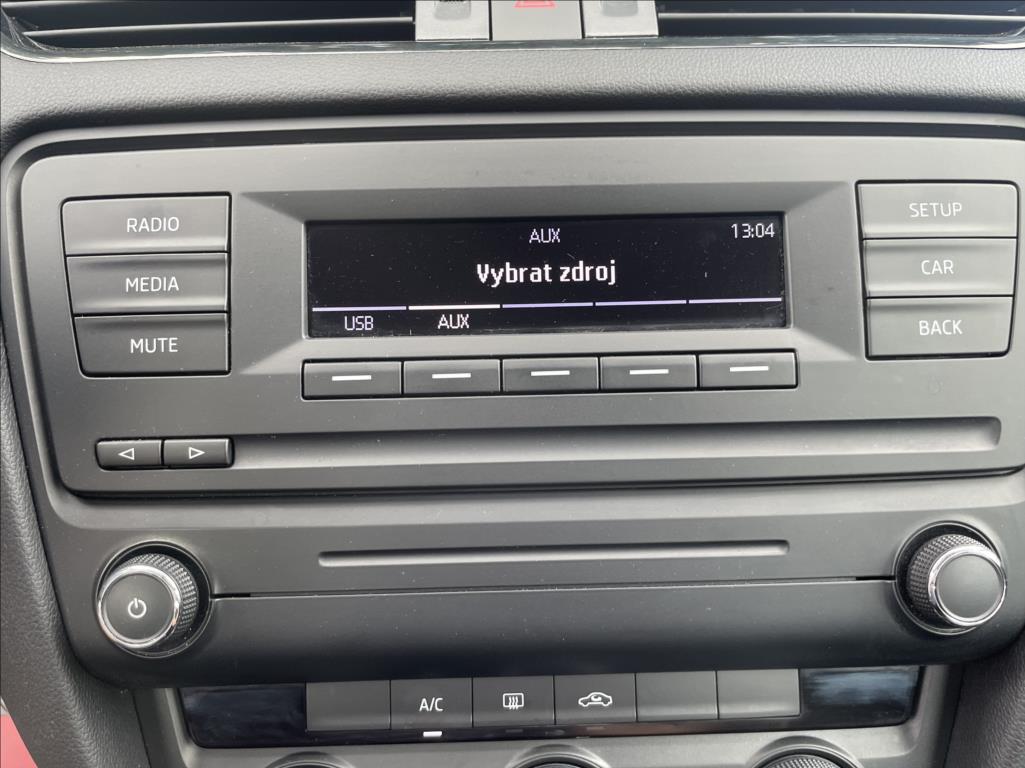 RADIO
MEDIA
MUTE
AUX
13:04
Vybrat zdroj
USB
AUX
SETUP
CAR
BACK
A/C